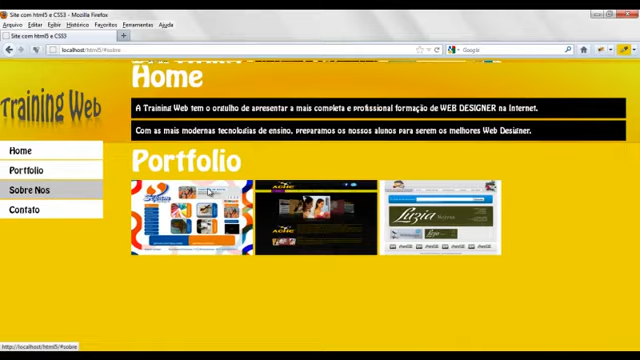 Site com html5 e CSS3 - Mozilla Firefox
Arquivo Editar Exibir Histórico Favoritos Ferramentas Ajuda
Site com html5 e CSS3
localhost/html5/#sobre
Google
Training Web
Home
Portfolio
Sobre Nos
Contato
Home
A Training Web tem o orgulho de apresentar a mais completa e profissional formação de WEB DESIGNER na Internet.
Com as mais modernas tecnologias de ensino, preparamos os nossos alunos para serem os melhores Web Designer.
Portfolio
ACHC
ACHC
Luzia
http://localhost/html5/#sobre